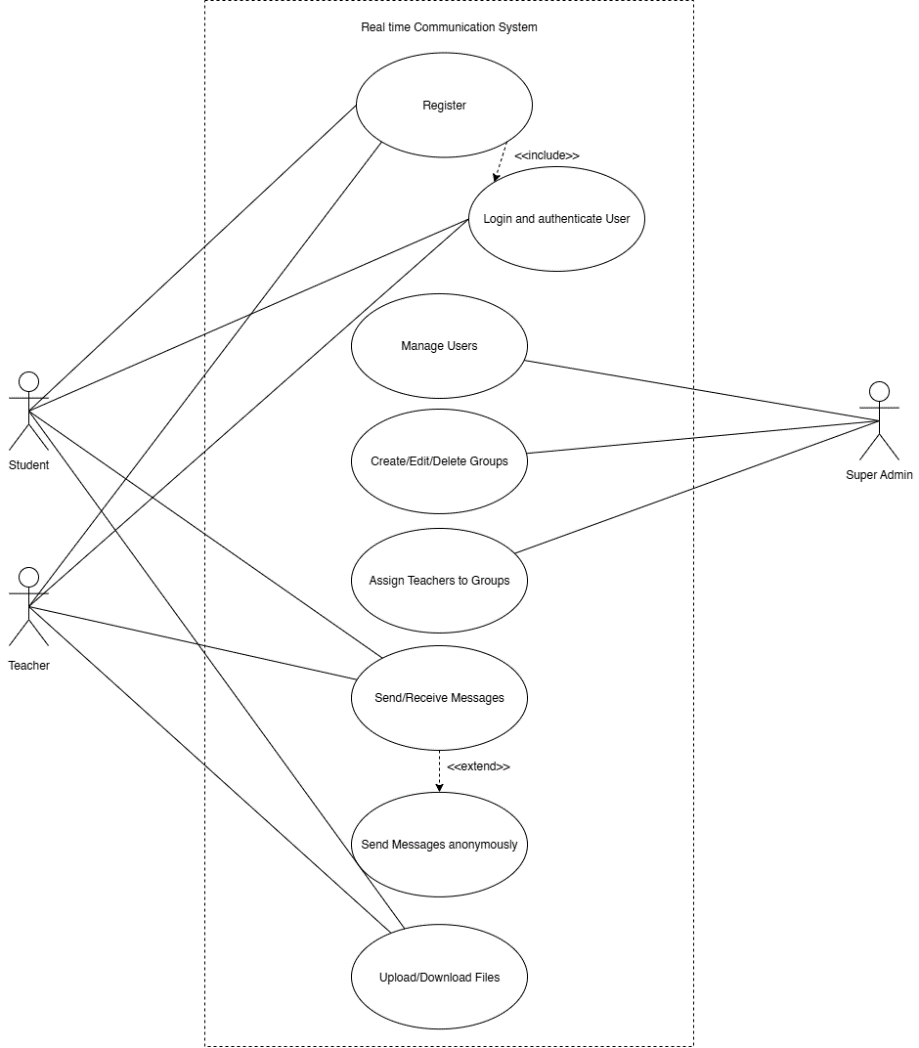 Real time Communication System
Register
<<include>>
Login and authenticate User
Manage Users
Student
Create/Edit/Delete Groups
Super Admin
Assign Teachers to Groups
Teacher
Send/Receive Messages
<<extend>>
Send Messages anonymously
Upload/Download Files